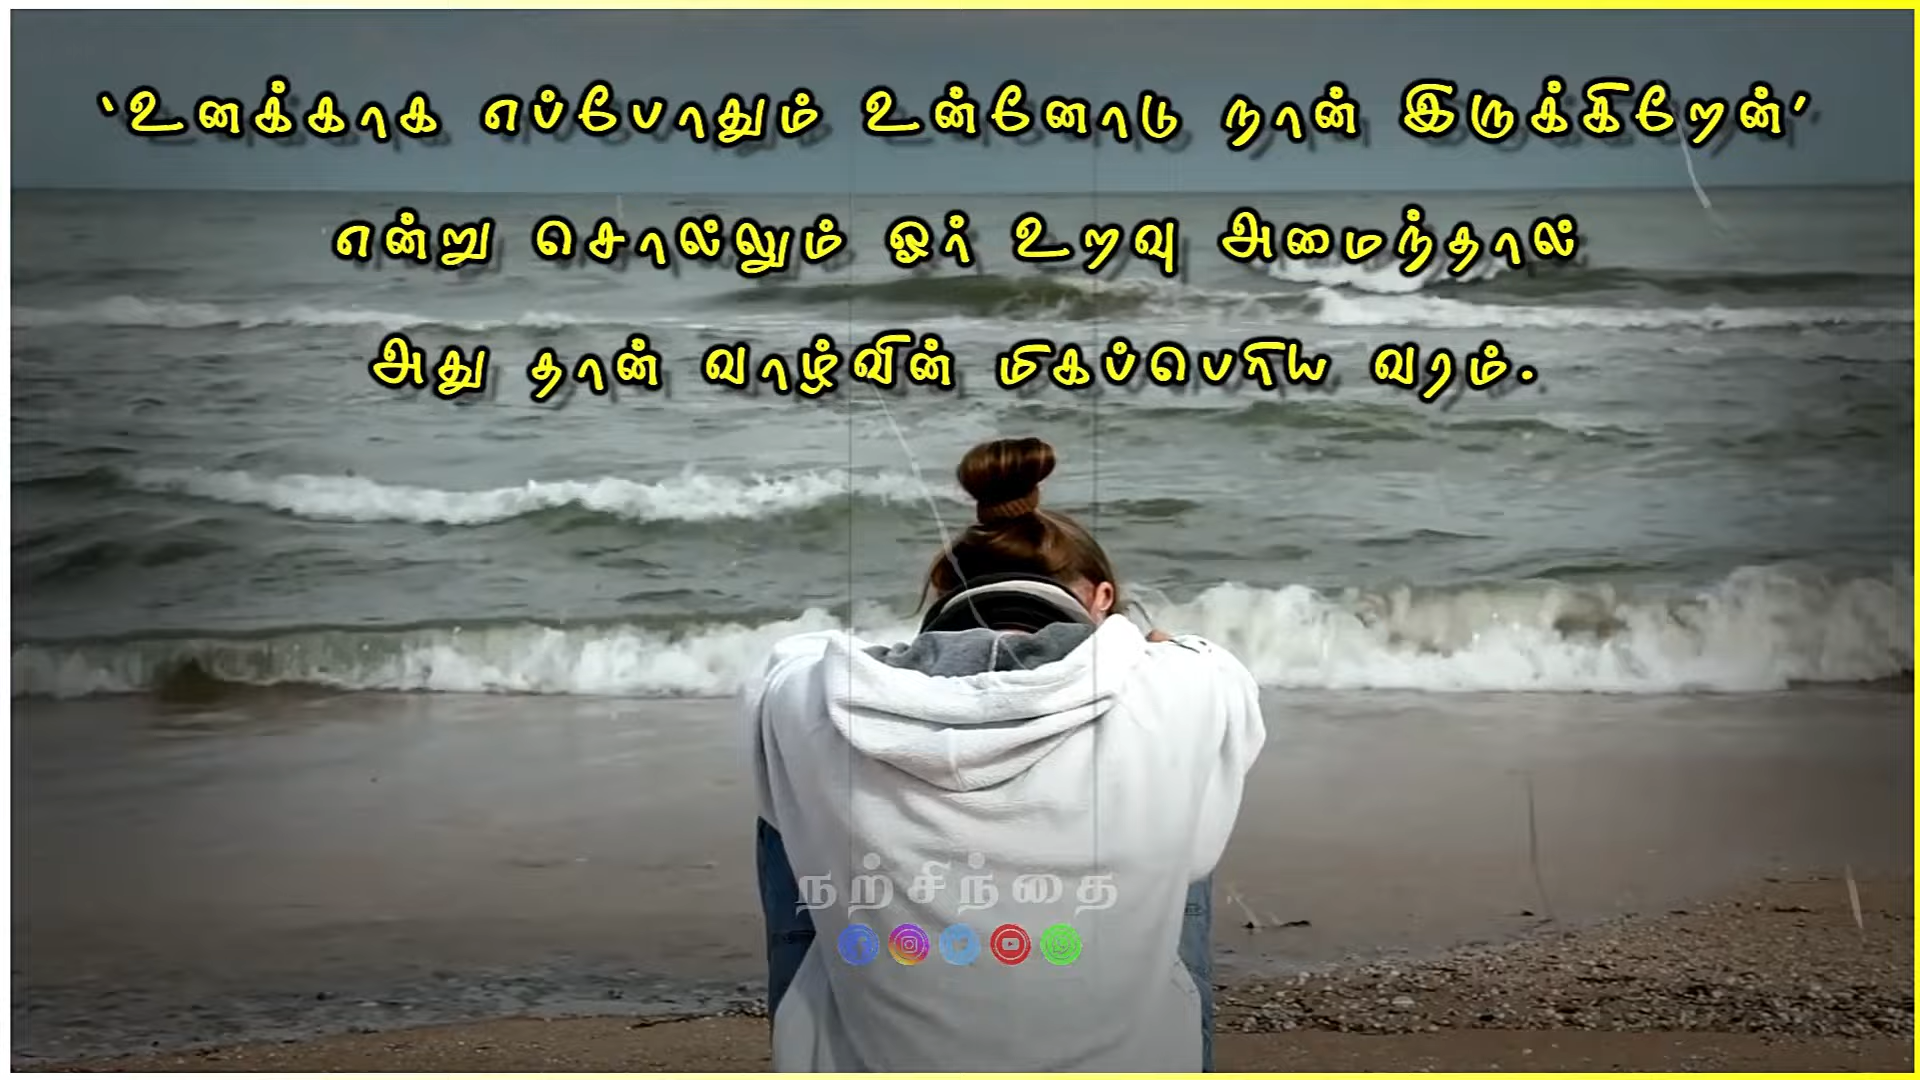 ‘உனக்காக எப்போதும் உன்னோடு நான் இருக்கிறேன்’
என்று சொல்லும் ஓர் உறவு அமைந்தால்
அது தான் வாழ்வின் மிகப்பெரிய வரம்.
நற்சிந்தை